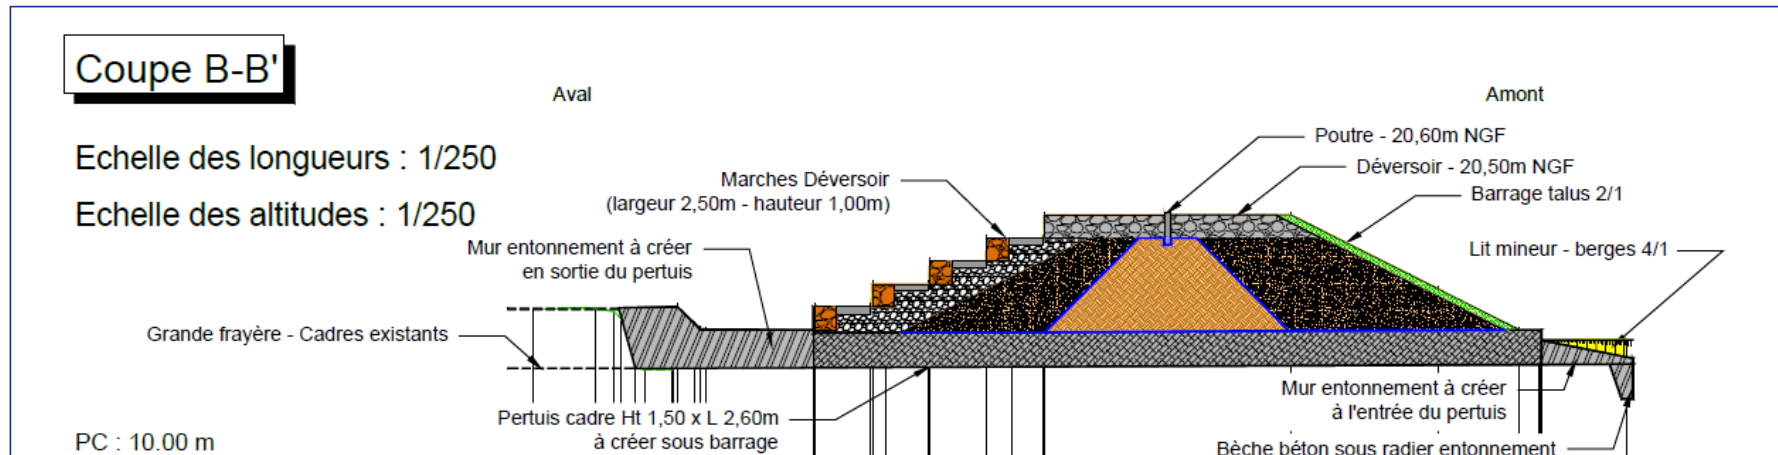 Coupe B-B'
Aval
Amont
Echelle des longueurs : 1/250
Echelle des altitudes : 1/250
Poutre - 20,60m NGF
Déversoir - 20,50m NGF
Barrage talus 2/1
Lit mineur - berges 4/1
Marches Déversoir
(largeur 2,50m - hauteur 1,00m)
Mur entonnement à créer
en sortie du pertuis
Grande frayère - Cadres existants
Pertuis cadre Ht 1,50 x L 2,60m
à créer sous barrage
Mur entonnement à créer
à l'entrée du pertuis
Bèche béton sous radier entonnement
PC : 10.00 m